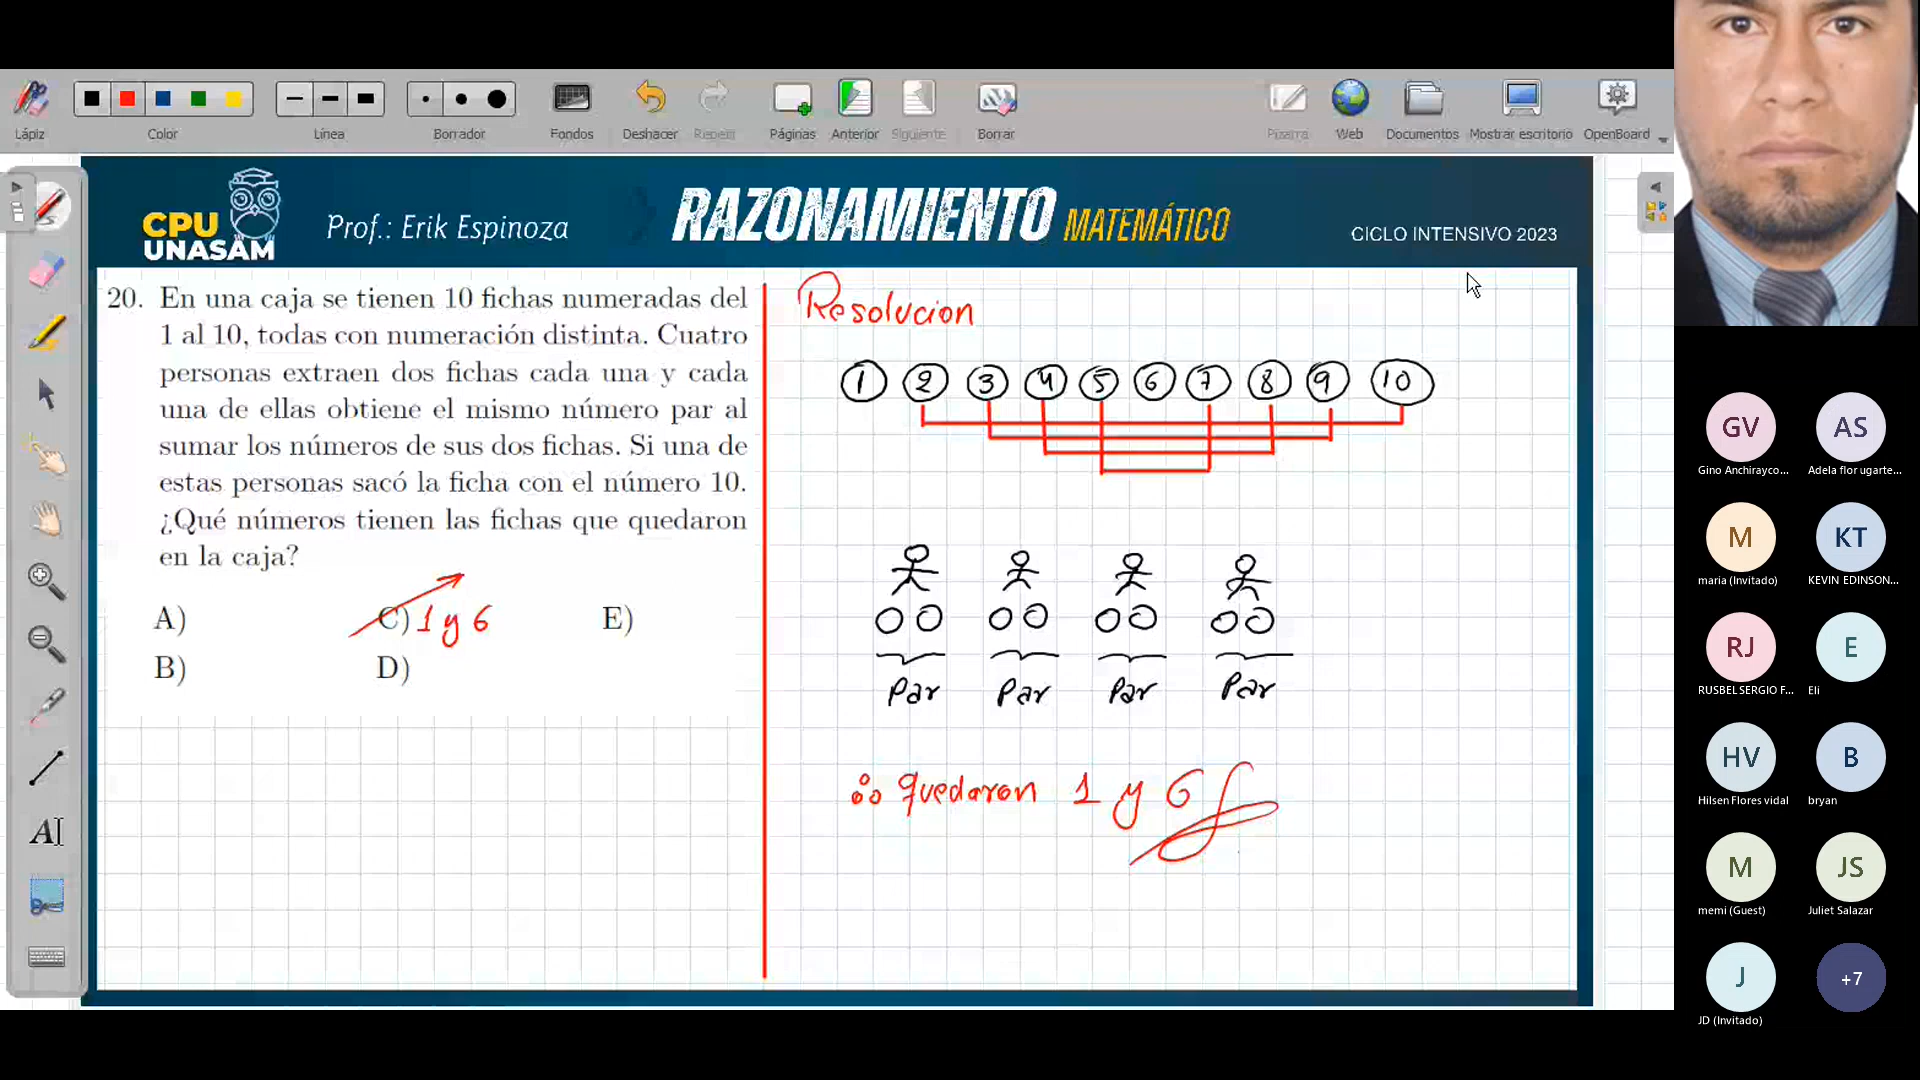 Lápiz
Color
Línea
Borrador
Fondos
Deshacer
Repetir
Páginas
Anterior
Siguiente
Borrar
Pizarra
Web
Documentos
Mostrar escritorio
OpenBoard
CPU
UNASAM
Prof.: Erik Espinoza
RAZONAMIENTO MATEMÁTICO
CICLO INTENSIVO 2023
20. En una caja se tienen 10 fichas numeradas del
1 al 10, todas con numeración distinta. Cuatro
personas extraen dos fichas cada una y cada
una de ellas obtiene el mismo número par al
sumar los números de sus dos fichas. Si una de
estas personas sacó la ficha con el número 10.
¿Qué números tienen las fichas que quedaron
en la caja?
A) C) 1 y 6 E)
B) D)
Resolucion
1 2 3 4 5 6 7 8 9 10
Par Par Par Par
∴ quedaron 1 y 6
AI
GV
Gino Anchirayco...
AS
Adela flor ugarte...
M
maria (Invitado)
KT
KEVIN EDINSON...
RJ
RUSBEL SERGIO F...
E
Eli
HV
Hilsen Flores vidal
B
bryan
M
memi (Guest)
JS
Juliet Salazar
J
JD (Invitado)
+7